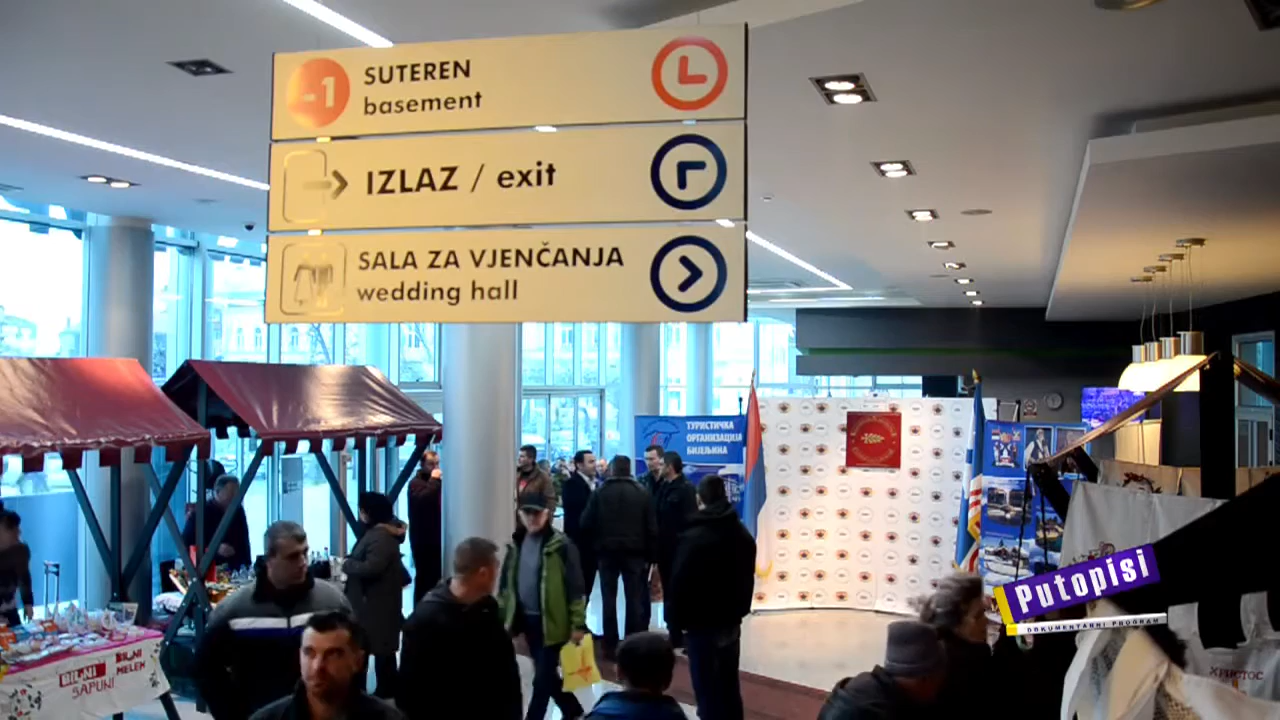 -1
SUTEREN
basement
IZLAZ / exit
SALA ZA VJENČANJA
wedding hall
ТУРИСТИЧКА
ОРГАНИЗАЦИЈА
БИЈЕЉИНА
Putopisi
DOKUMENTARNI PROGRAM
BILJNI
SAPUNI
BILJNI
MELEM
ХРИСТОС